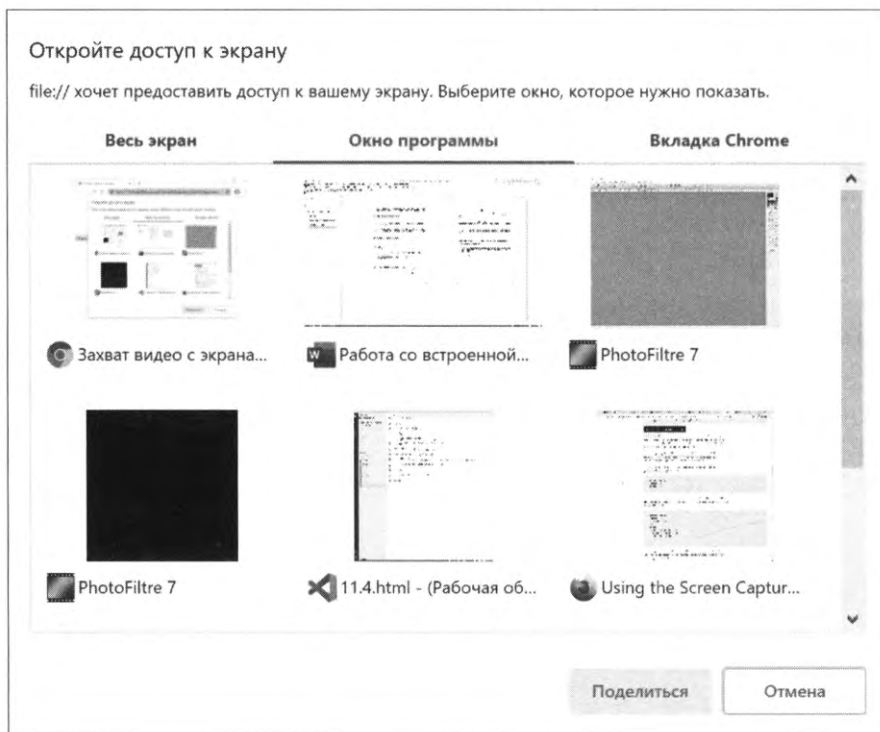 Откройте доступ к экрану
file:// хочет предоставить доступ к вашему экрану. Выберите окно, которое нужно показать.
Весь экран Окно программы Вкладка Chrome
Захват видео с экрана... Работа со встроенной... PhotoFiltre 7
PhotoFiltre 7 11.4.html - (Рабочая об... Using the Screen Captur...
Поделиться Отмена